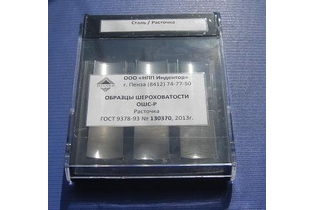 Сталь / Расточка
ООО «НПП Индентор»
г. Пенза (8412) 74-77-50
ОБРАЗЦЫ ШЕРОХОВАТОСТИ
ОШС-Р
Расточка
ГОСТ 9378-93 № 130370, 2013г.